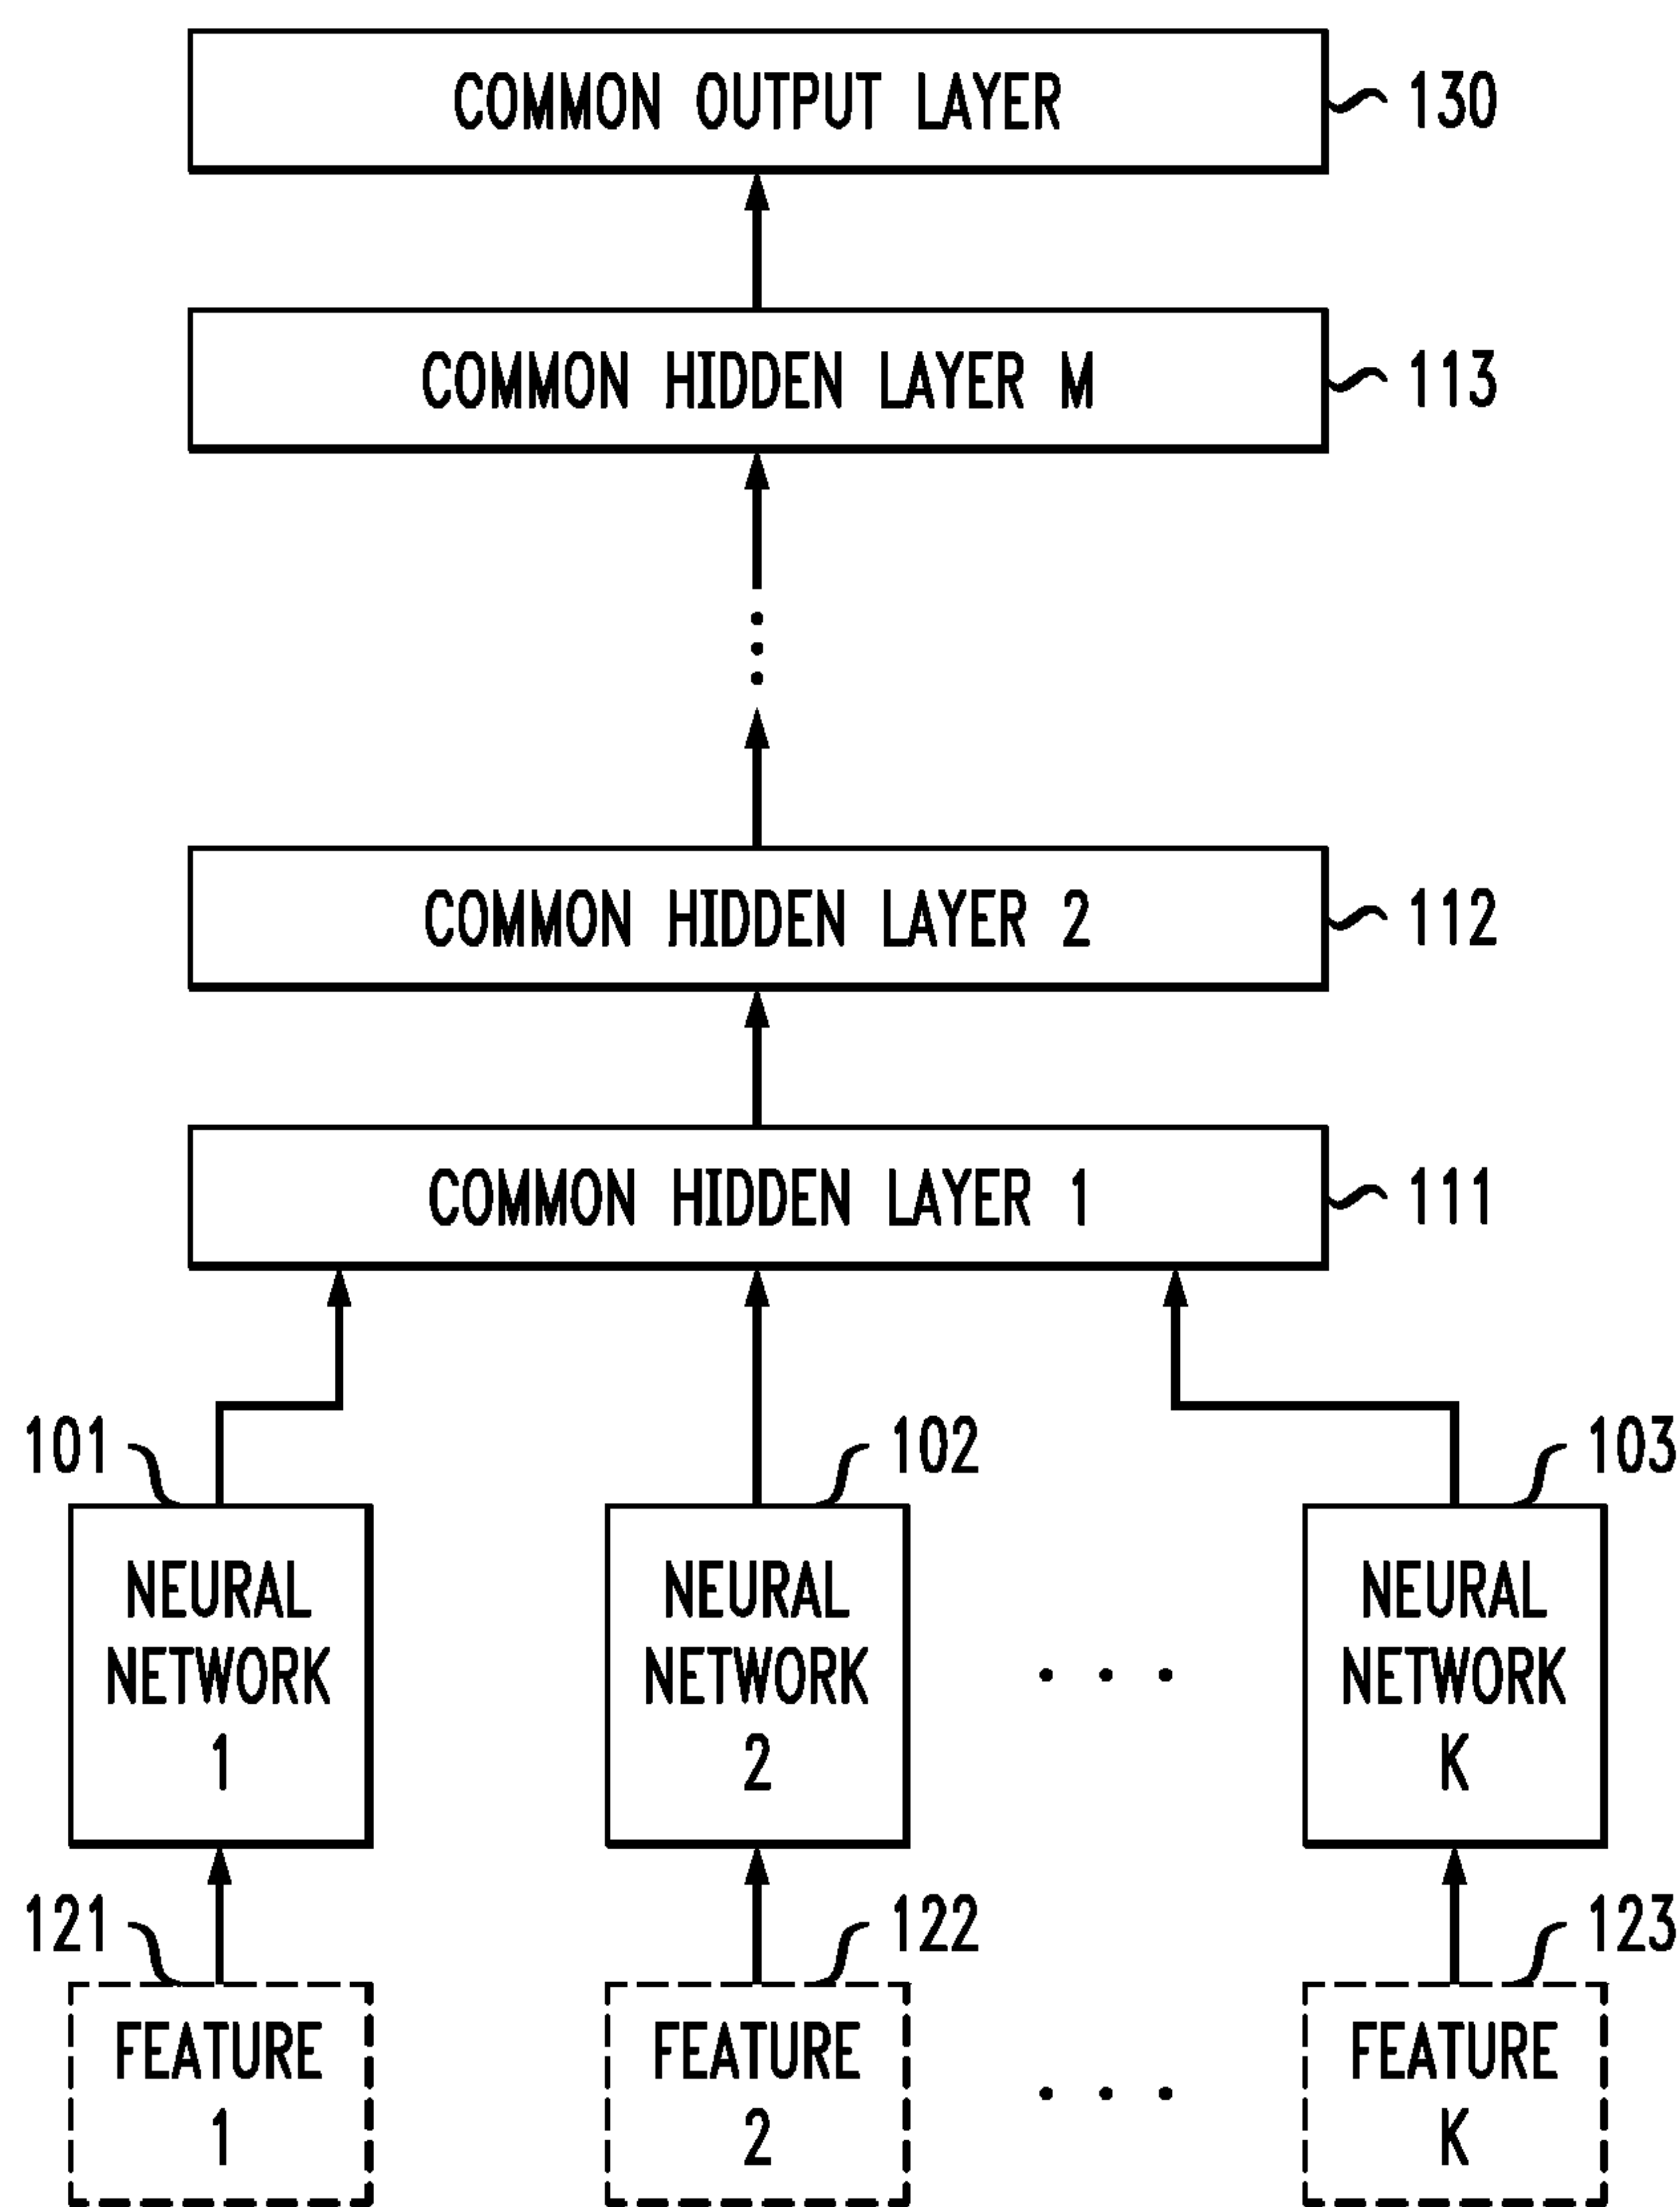 COMMON OUTPUT LAYER 130
COMMON HIDDEN LAYER M 113
COMMON HIDDEN LAYER 2 112
COMMON HIDDEN LAYER 1 111
101 102 103
NEURAL NETWORK 1
NEURAL NETWORK 2
NEURAL NETWORK K
121 122 123
FEATURE 1
FEATURE 2
FEATURE K